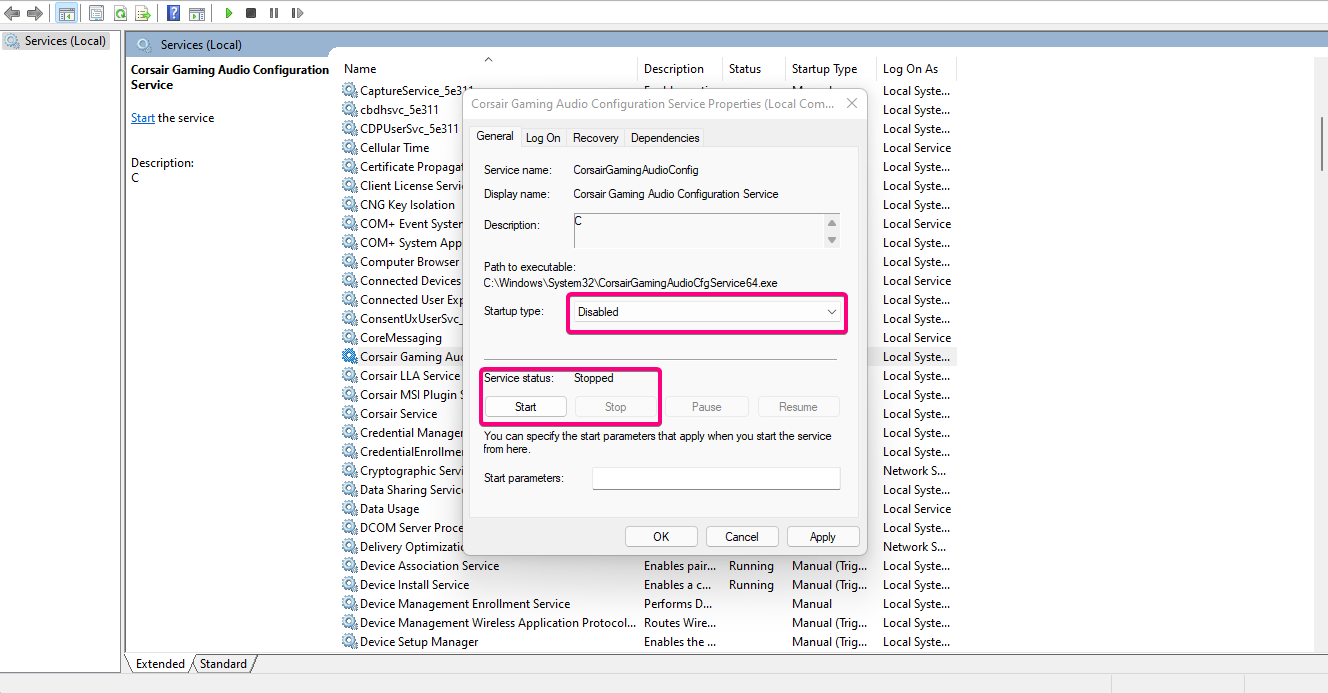 Services (Local)
Services (Local)
Corsair Gaming Audio Configuration
Service
Start the service
Description:
C
Name Description Status Startup Type Log On As
CaptureService_5e311 Local Syste...
cbdhsvc_5e311 Local Syste...
CDPUserSvc_5e311 Local Syste...
Cellular Time Local Service
Certificate Propagat Local Syste...
Client License Servi Local Syste...
CNG Key Isolation Local Syste...
COM+ Event System Local Service
COM+ System App Local Syste...
Computer Browser Local Syste...
Connected Devices Local Service
Connected User Exp Local Syste...
ConsentUxUserSvc_ Local Syste...
CoreMessaging Local Service
Corsair Gaming Aud Local Syste...
Corsair LLA Service Local Syste...
Corsair MSI Plugin S Local Syste...
Corsair Service Local Syste...
Credential Manager Local Syste...
CredentialEnrollmen Local Syste...
Cryptographic Servi Network S...
Data Sharing Service Local Syste...
Data Usage Local Service
DCOM Server Proce Local Syste...
Delivery Optimizatio Network S...
Device Association Service Enables pair... Running Manual (Trig... Local Syste...
Device Install Service Enables a c... Running Manual (Trig... Local Syste...
Device Management Enrollment Service Performs D... Manual Local Syste...
Device Management Wireless Application Protocol... Routes Wire... Manual (Trig... Local Syste...
Device Setup Manager Enables the ... Manual (Trig... Local Syste...
Corsair Gaming Audio Configuration Service Properties (Local Com...
General Log On Recovery Dependencies
Service name: CorsairGamingAudioConfig
Display name: Corsair Gaming Audio Configuration Service
Description: C
Path to executable:
C:\Windows\System32\CorsairGamingAudioCfgService64.exe
Startup type: Disabled
Service status: Stopped
Start Stop Pause Resume
You can specify the start parameters that apply when you start the service
from here.
Start parameters:
OK Cancel Apply
Extended Standard